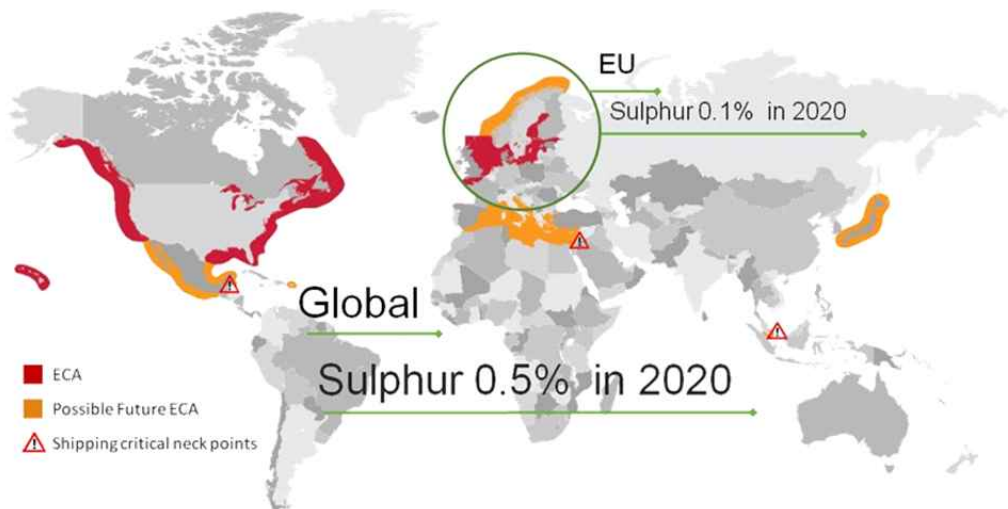 EU
Sulphur 0.1% in 2020
Global
Sulphur 0.5% in 2020
ECA
Possible Future ECA
Shipping critical neck points